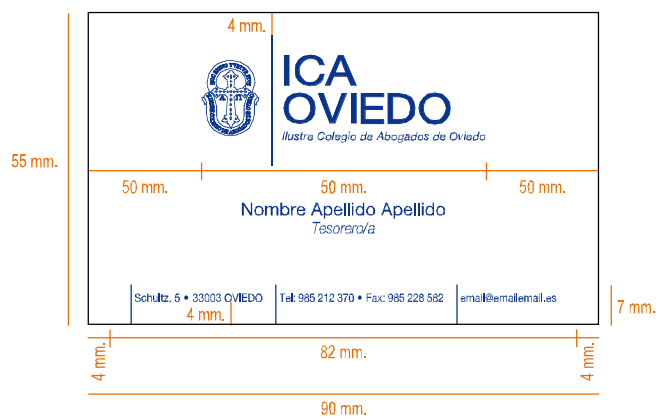 4 mm.
ICA
OVIEDO
Ilustre Colegio de Abogados de Oviedo
55 mm.
50 mm. 50 mm. 50 mm.
Nombre Apellido Apellido
Tesorero/a
Schultz, 5 • 33003 OVIEDO Tel: 985 212 370 • Fax: 985 228 582 email@emailemail.es
4 mm.
7 mm.
4 mm. 82 mm. 4 mm.
90 mm.